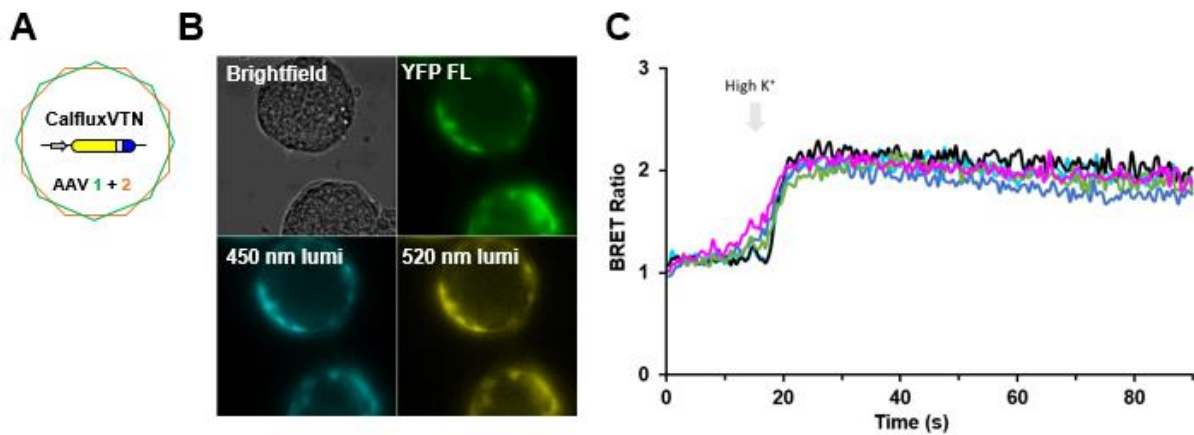 A
CalfluxVTN
AAV 1 + 2
B
Brightfield
YFP FL
450 nm lumi
520 nm lumi
C
High K⁺
BRET Ratio
3
2
1
0
0
20
40
60
80
Time (s)